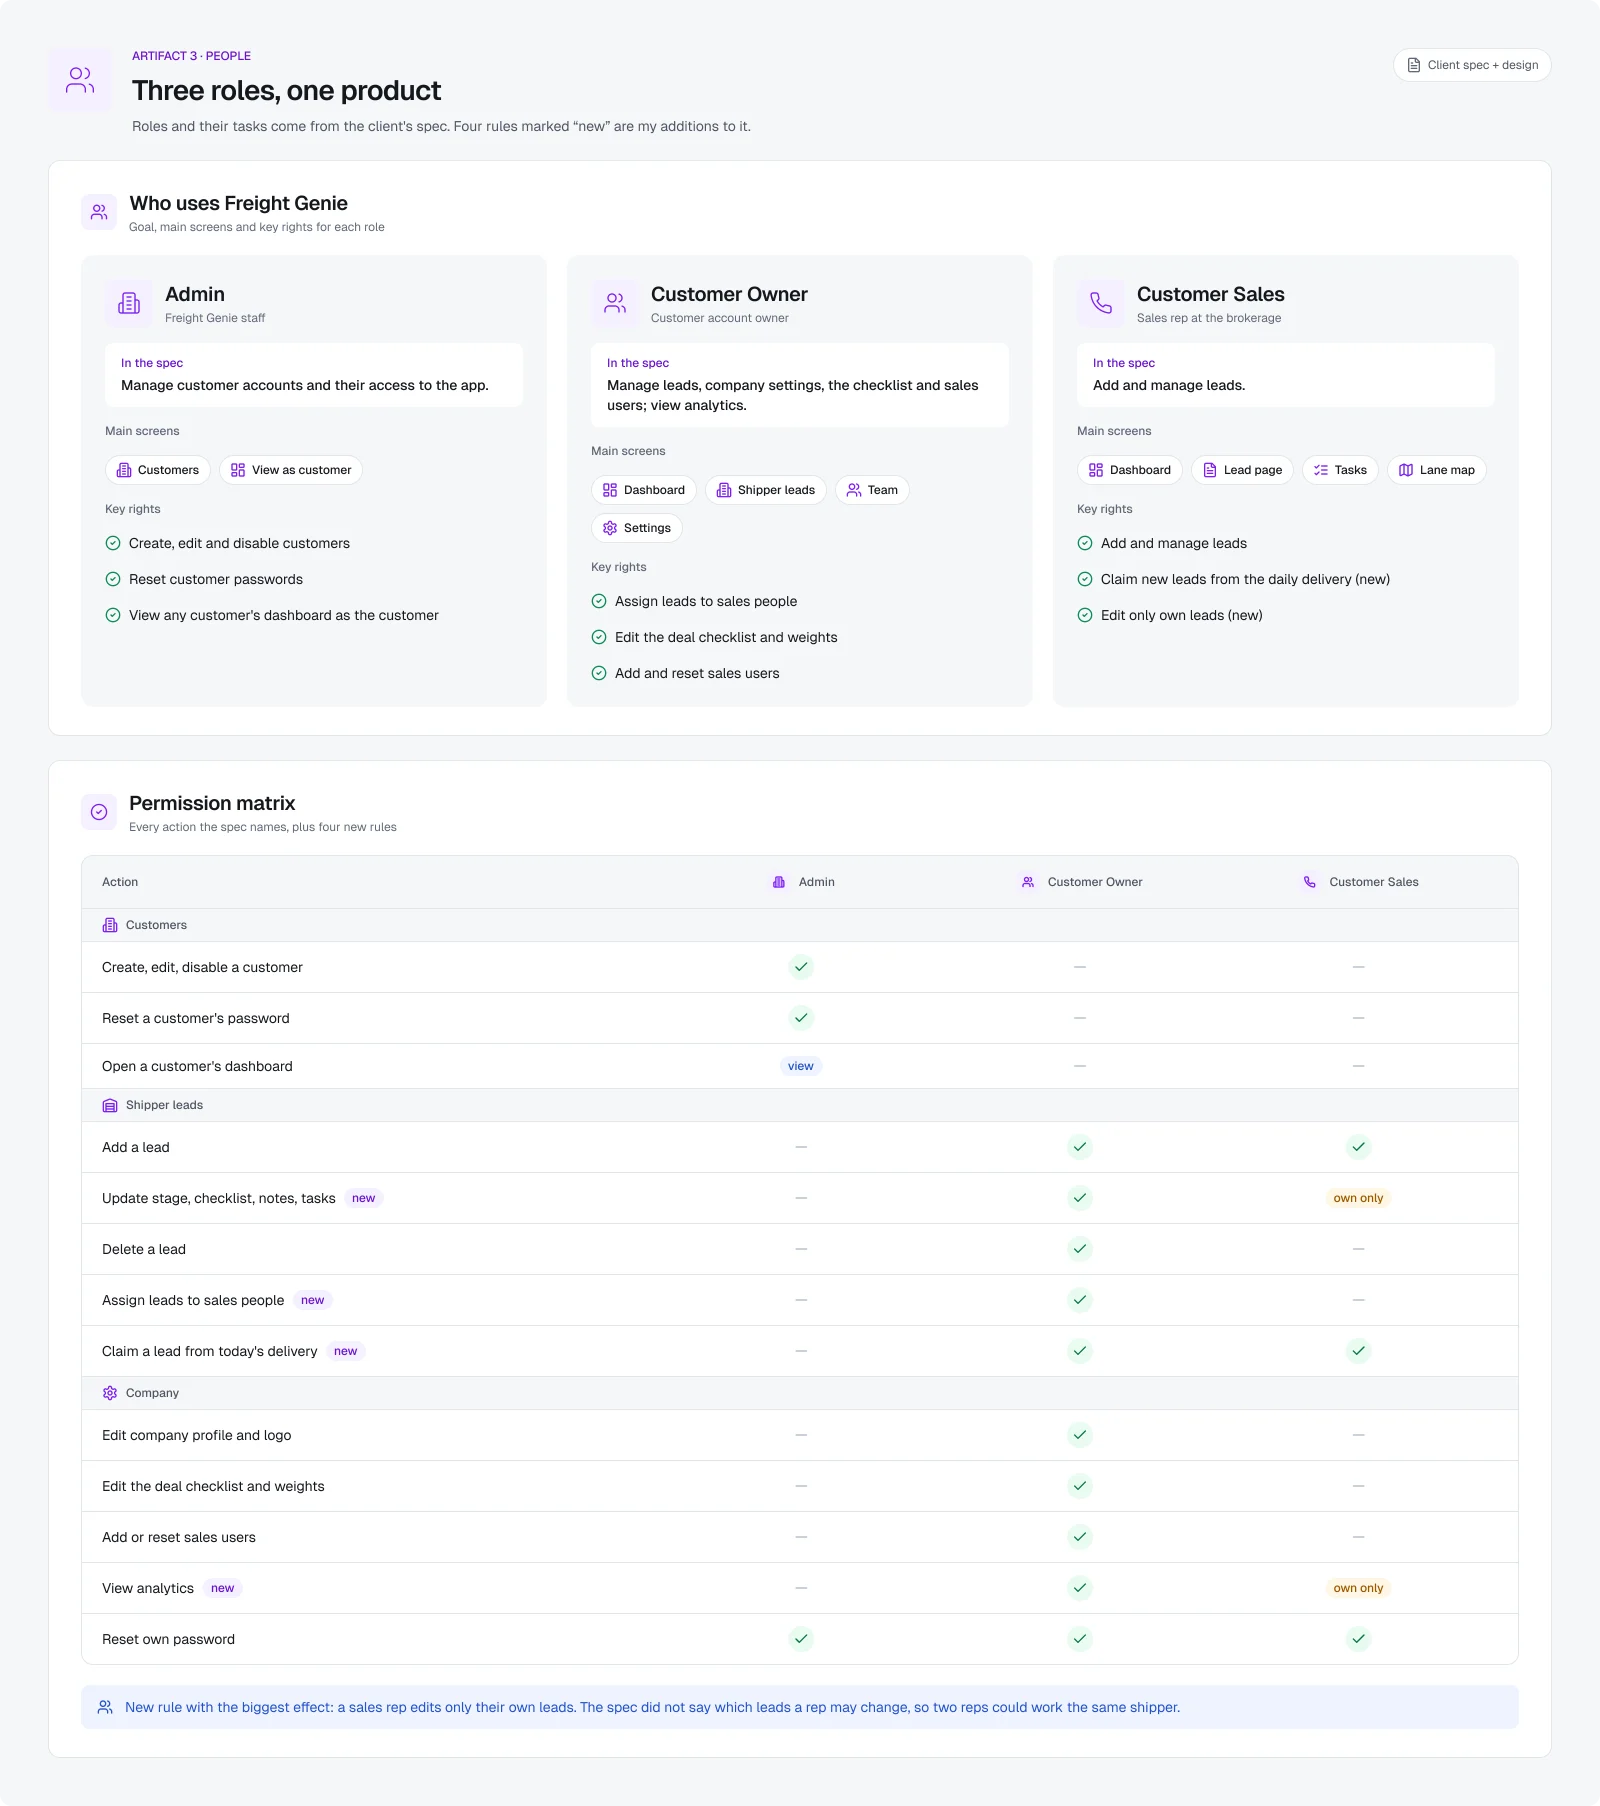 ARTIFACT 3 · PEOPLE
Three roles, one product
Roles and their tasks come from the client's spec. Four rules marked “new” are my additions to it.
Client spec + design
Who uses Freight Genie
Goal, main screens and key rights for each role
Admin
Freight Genie staff
In the spec
Manage customer accounts and their access to the app.
Main screens
Customers
View as customer
Key rights
Create, edit and disable customers
Reset customer passwords
View any customer's dashboard as the customer
Customer Owner
Customer account owner
In the spec
Manage leads, company settings, the checklist and sales
users; view analytics.
Main screens
Dashboard
Shipper leads
Team
Settings
Key rights
Assign leads to sales people
Edit the deal checklist and weights
Add and reset sales users
Customer Sales
Sales rep at the brokerage
In the spec
Add and manage leads.
Main screens
Dashboard
Lead page
Tasks
Lane map
Key rights
Add and manage leads
Claim new leads from the daily delivery (new)
Edit only own leads (new)
Permission matrix
Every action the spec names, plus four new rules
Action Admin Customer Owner Customer Sales
Customers
Create, edit, disable a customer — —
Reset a customer's password — —
Open a customer's dashboard view — —
Shipper leads
Add a lead —
Update stage, checklist, notes, tasks new — own only
Delete a lead — —
Assign leads to sales people new — —
Claim a lead from today's delivery new —
Company
Edit company profile and logo — —
Edit the deal checklist and weights — —
Add or reset sales users — —
View analytics new — own only
Reset own password
New rule with the biggest effect: a sales rep edits only their own leads. The spec did not say which leads a rep may change, so two reps could work the same shipper.